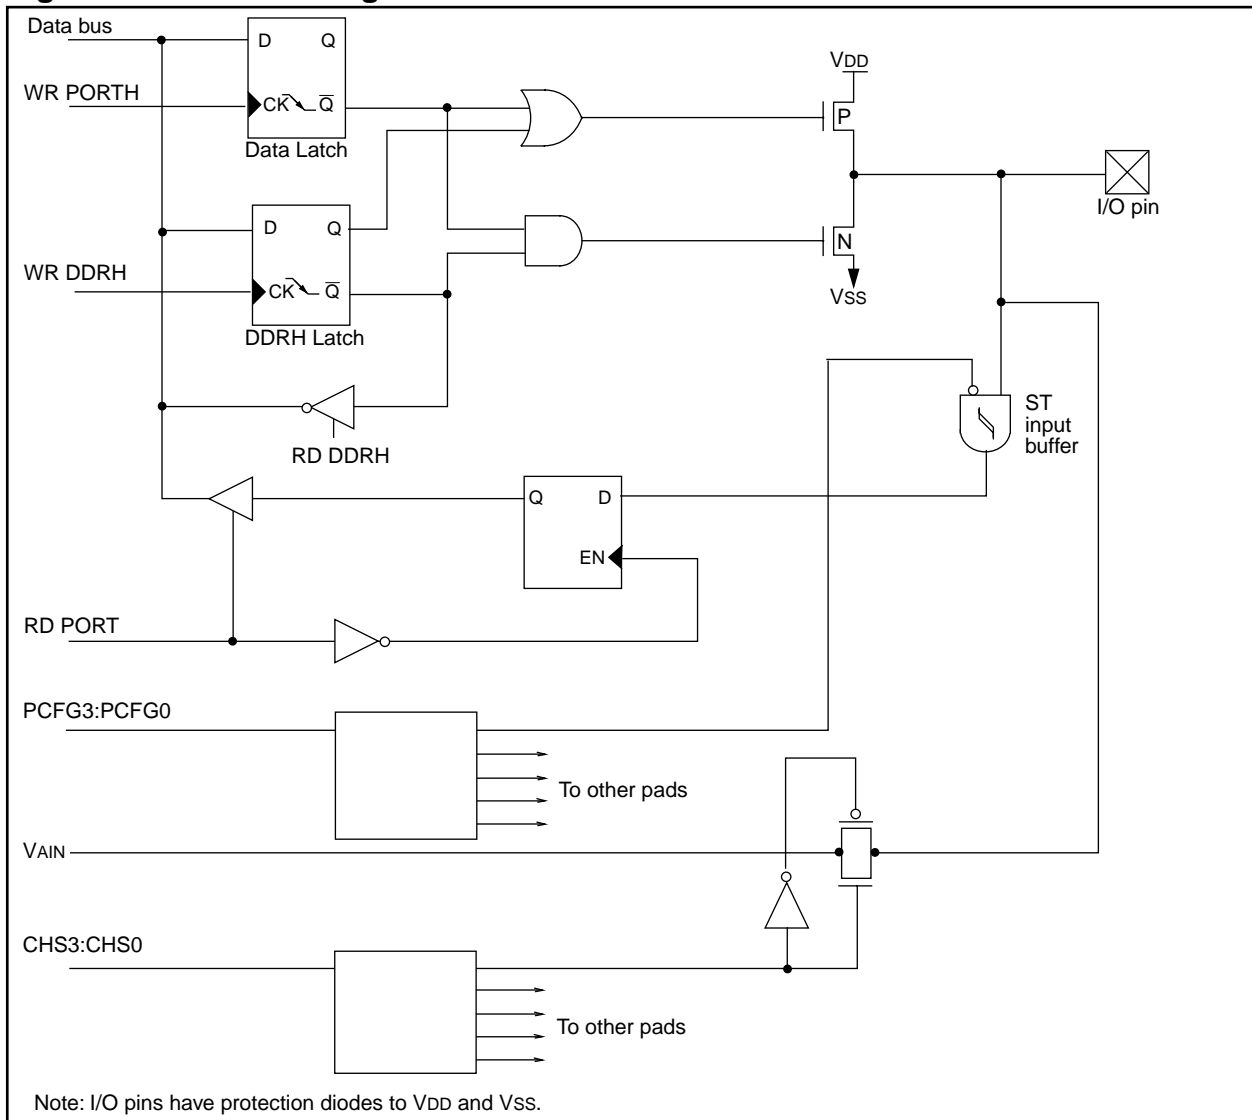 Data bus
D Q
VDD
WR PORTH
CK Q
P
Data Latch
I/O pin
D Q
N
WR DDRH
CK Q
VSS
DDRH Latch
ST
input
buffer
RD DDRH
Q D
EN
RD PORT
PCFG3:PCFG0
To other pads
VAIN
CHS3:CHS0
To other pads
Note: I/O pins have protection diodes to VDD and VSS.